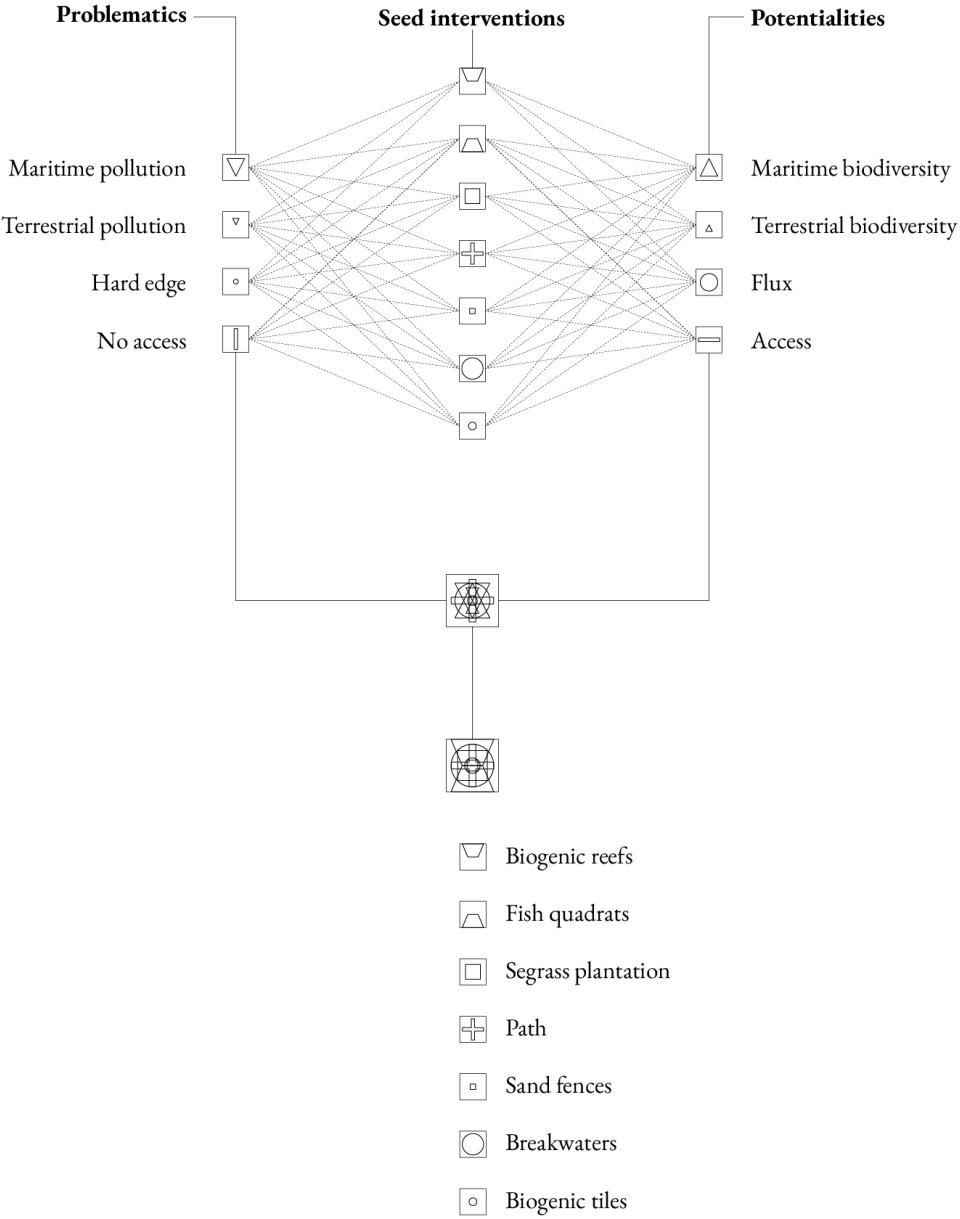 Problematics
Seed interventions
Potentialities
Maritime pollution
Maritime biodiversity
Terrestrial pollution
Terrestrial biodiversity
Hard edge
Flux
No access
Access
Biogenic reefs
Fish quadrats
Segrass plantation
Path
Sand fences
Breakwaters
Biogenic tiles